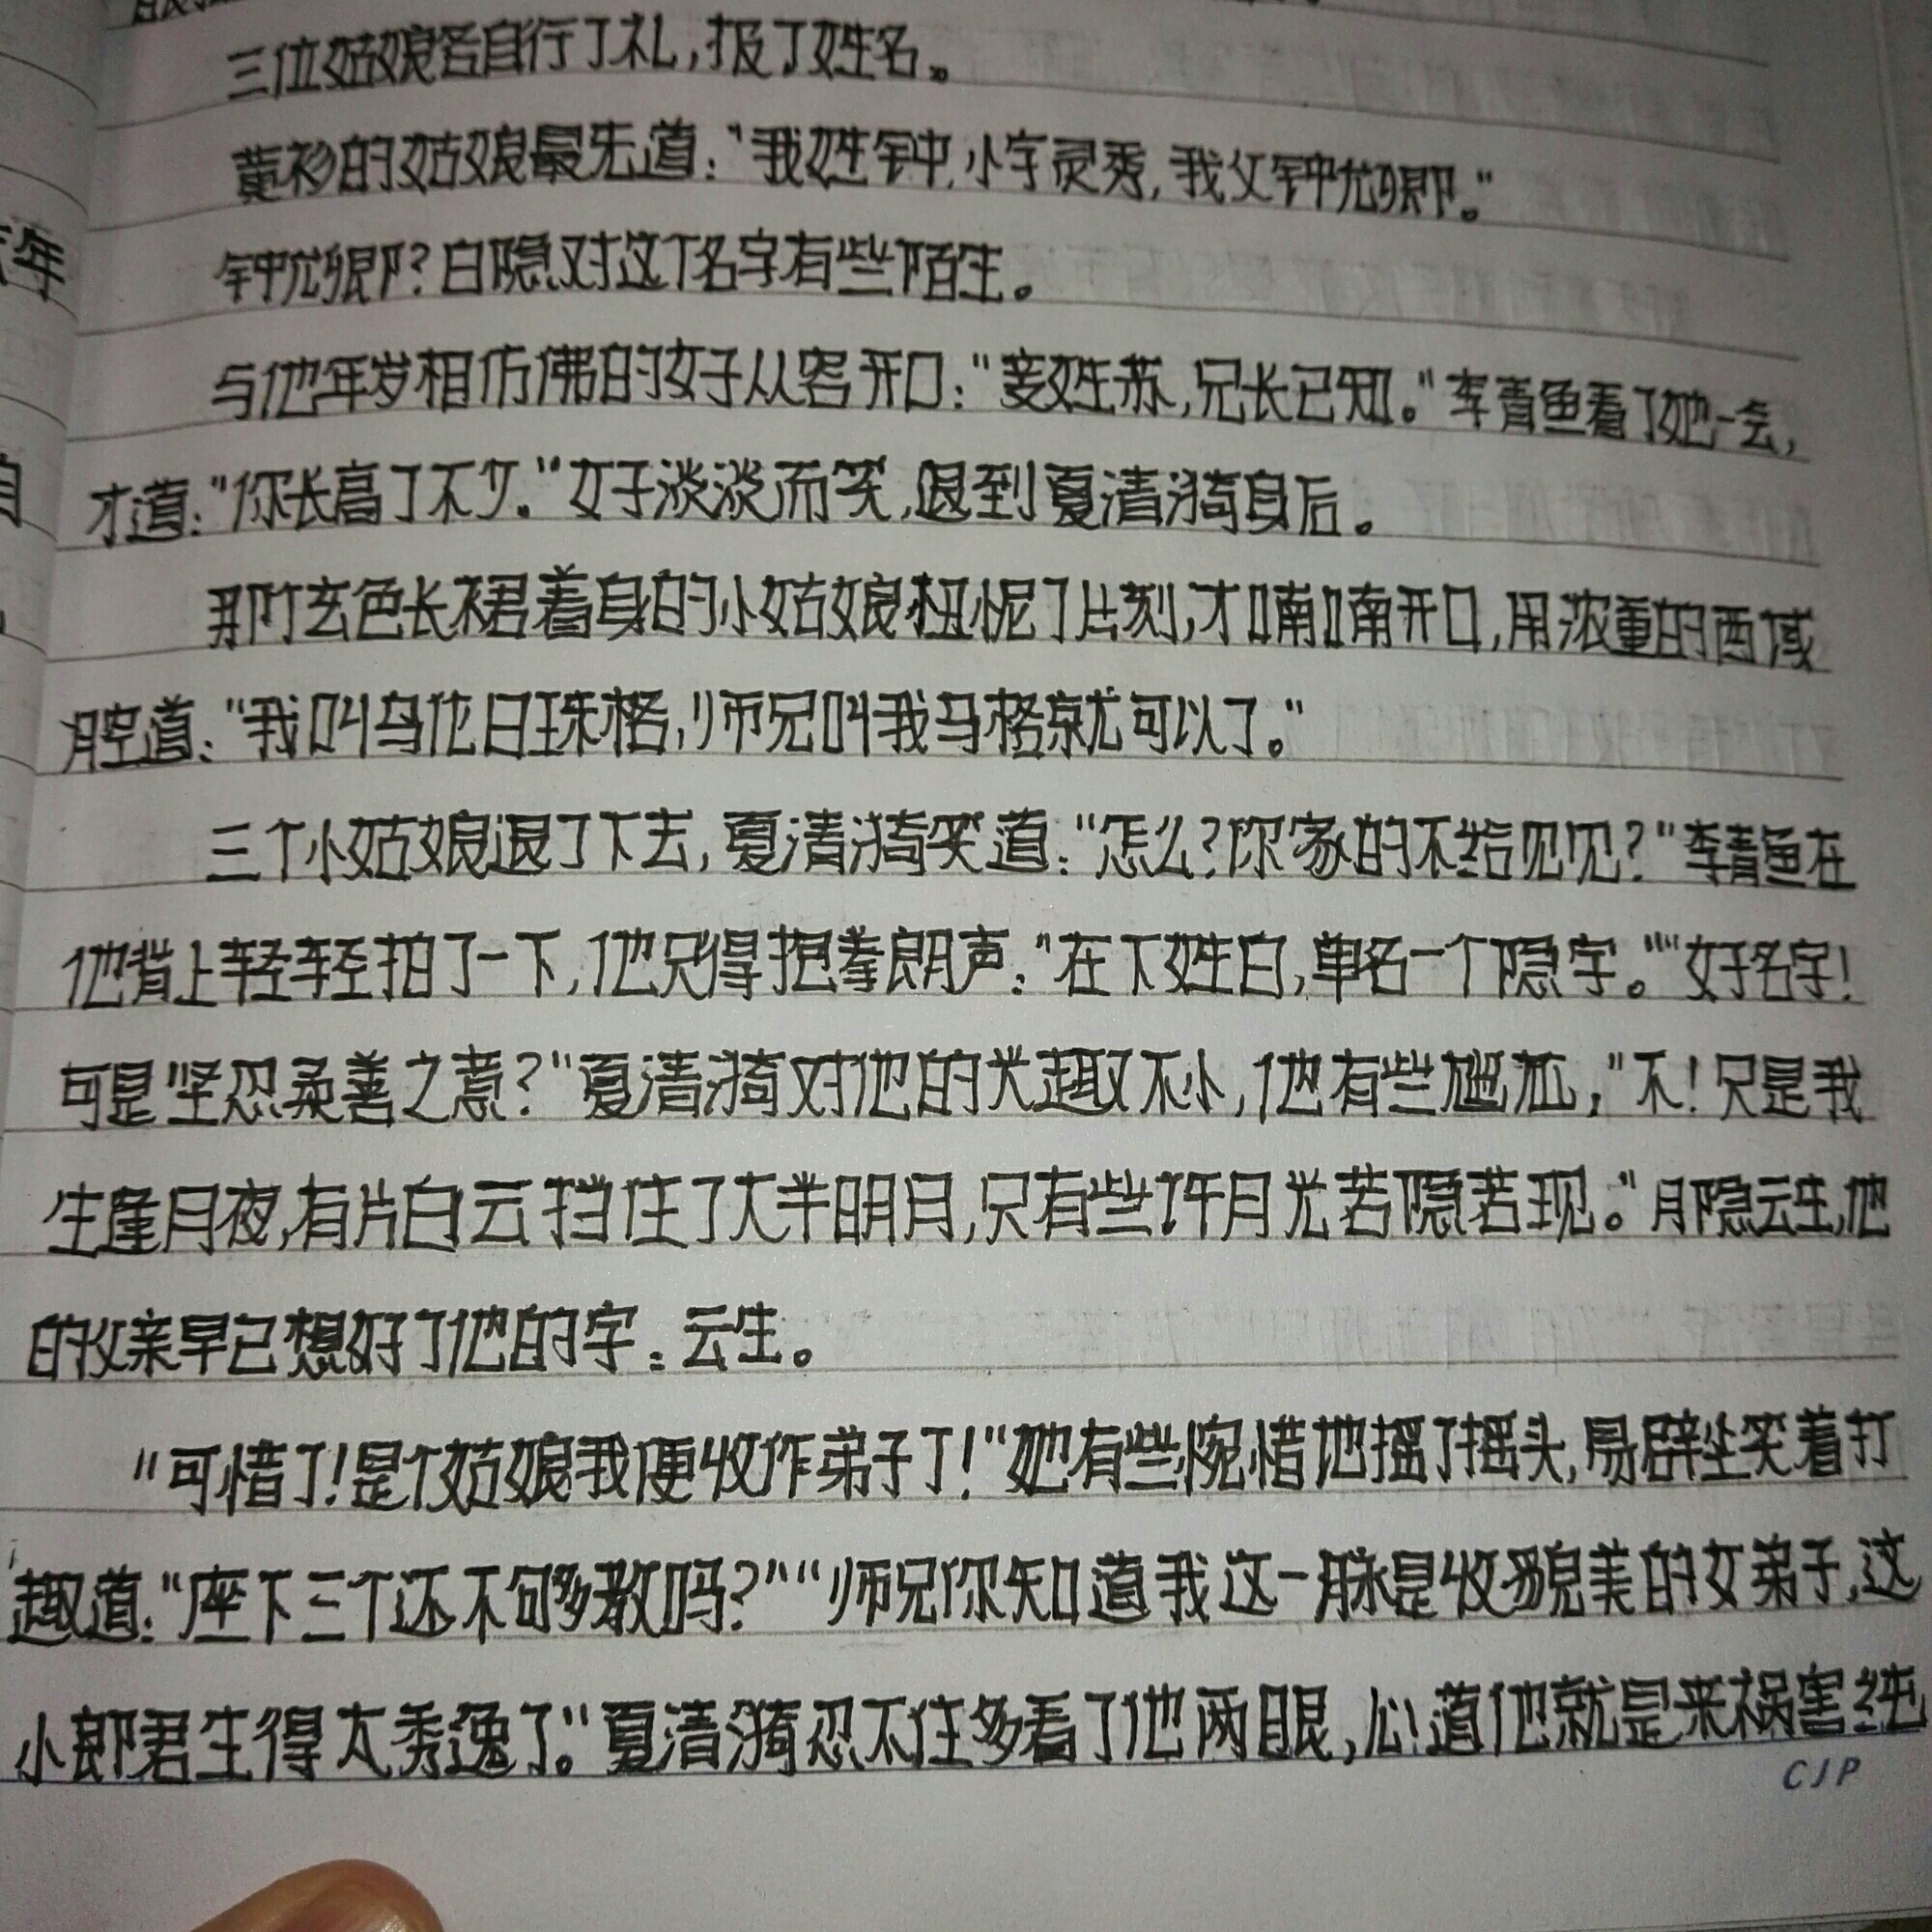 三位姑娘各自行了礼，报了姓名。
黄衫的姑娘最先道："我姓钟，小字灵秀，我父钟尤卿。"
钟尤卿？白隐对这个名字有些陌生。
与他年岁相仿佛的女子从容开口："妾姓苏，兄长已知。"李青鱼看了她一会，
才道："你长高了不少。"女子淡淡而笑，退到夏清漪身后。
那个玄色长裙着身的小姑娘扭怩了片刻，才喃喃开口，用浓重的西域
腔道："我叫乌伦日珠格，师兄叫我马格就可以了。"
三个小姑娘退了下去，夏清漪笑道："怎么？你家的不给见见？"李青鱼在
他背上轻轻拍了一下，他只得抱拳朗声："在下姓白，单名一个隐字。""好名字！
可是坚忍柔善之意？"夏清漪对他的兴趣不小，他有些尴尬，"不！只是我
生逢月夜，有片白云挡住了大半明月，只有些许月光若隐若现。"月隐云生，他
的父亲早已想好了他的字：云生。
"可惜了！是个姑娘我便收作弟子了！"她有些惋惜地摇了摇头，易辟尘笑着打
趣道："座下三个还不够教吗？""师兄你知道我这一脉是收貌美的女弟子，这
小郎君生得太秀逸了。"夏清漪忍不住多看了他两眼，心道他就是来祸害纯
CJP
年